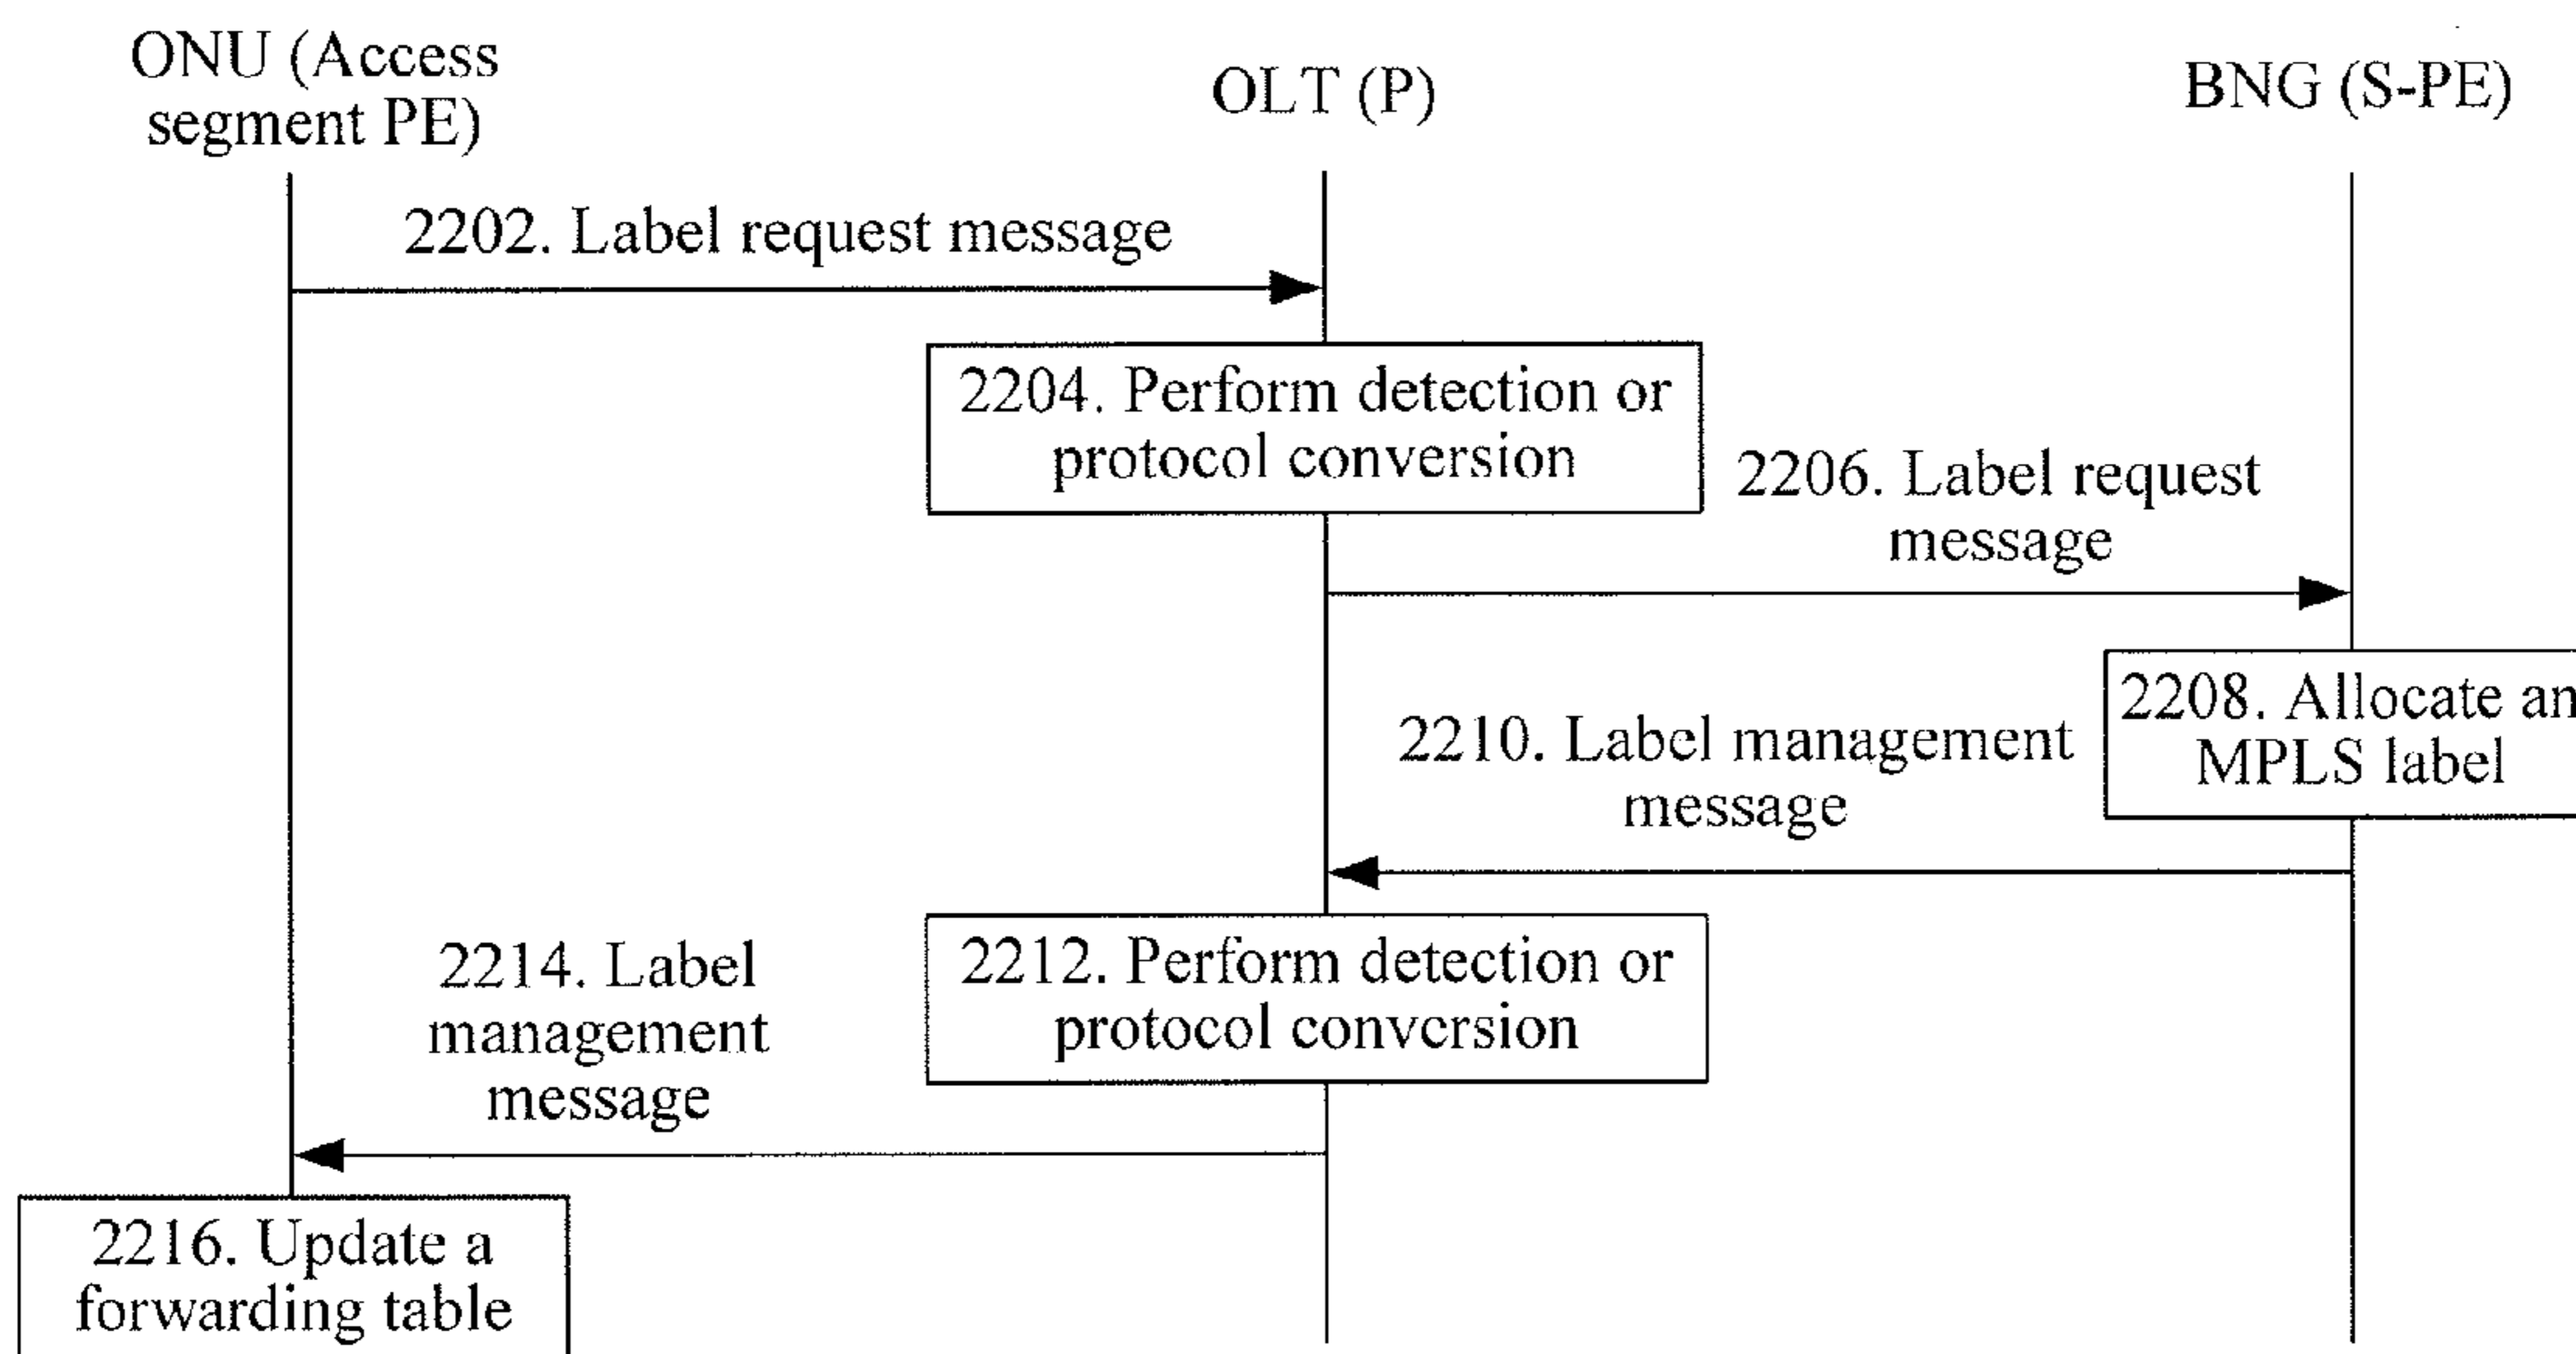 ONU (Access
segment PE)
OLT (P)
BNG (S-PE)
2202. Label request message
2204. Perform detection or
protocol conversion
2206. Label request
message
2208. Allocate an
MPLS label
2210. Label management
message
2212. Perform detection or
protocol conversion
2214. Label
management
message
2216. Update a
forwarding table